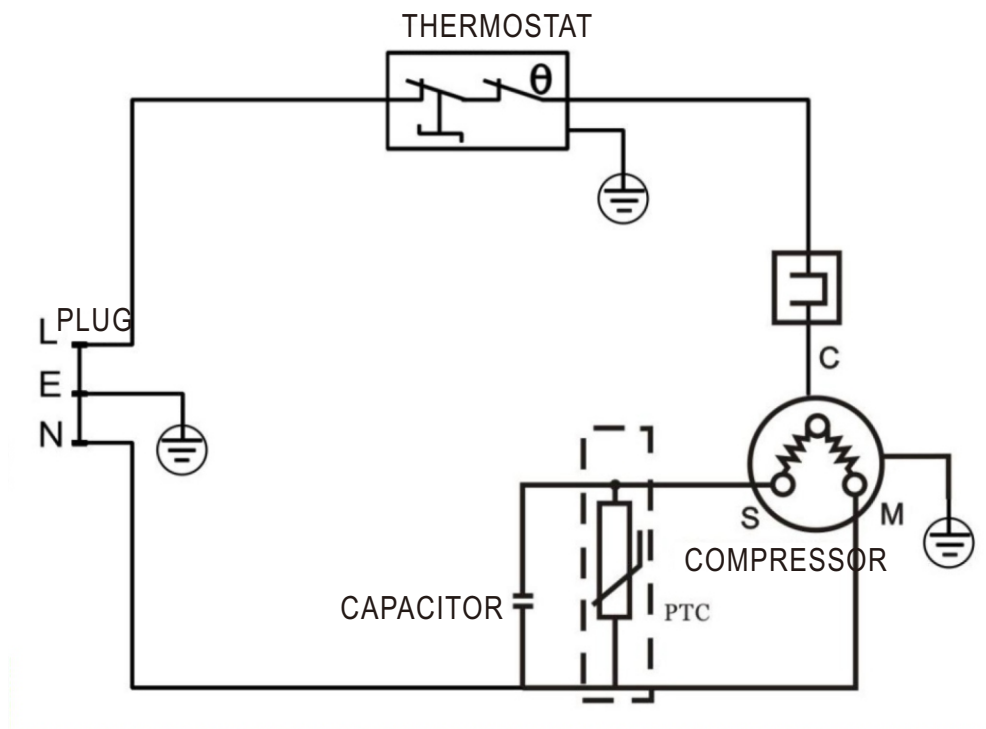 THERMOSTAT
θ
PLUG
L
E
N
C
S
M
COMPRESSOR
CAPACITOR
PTC